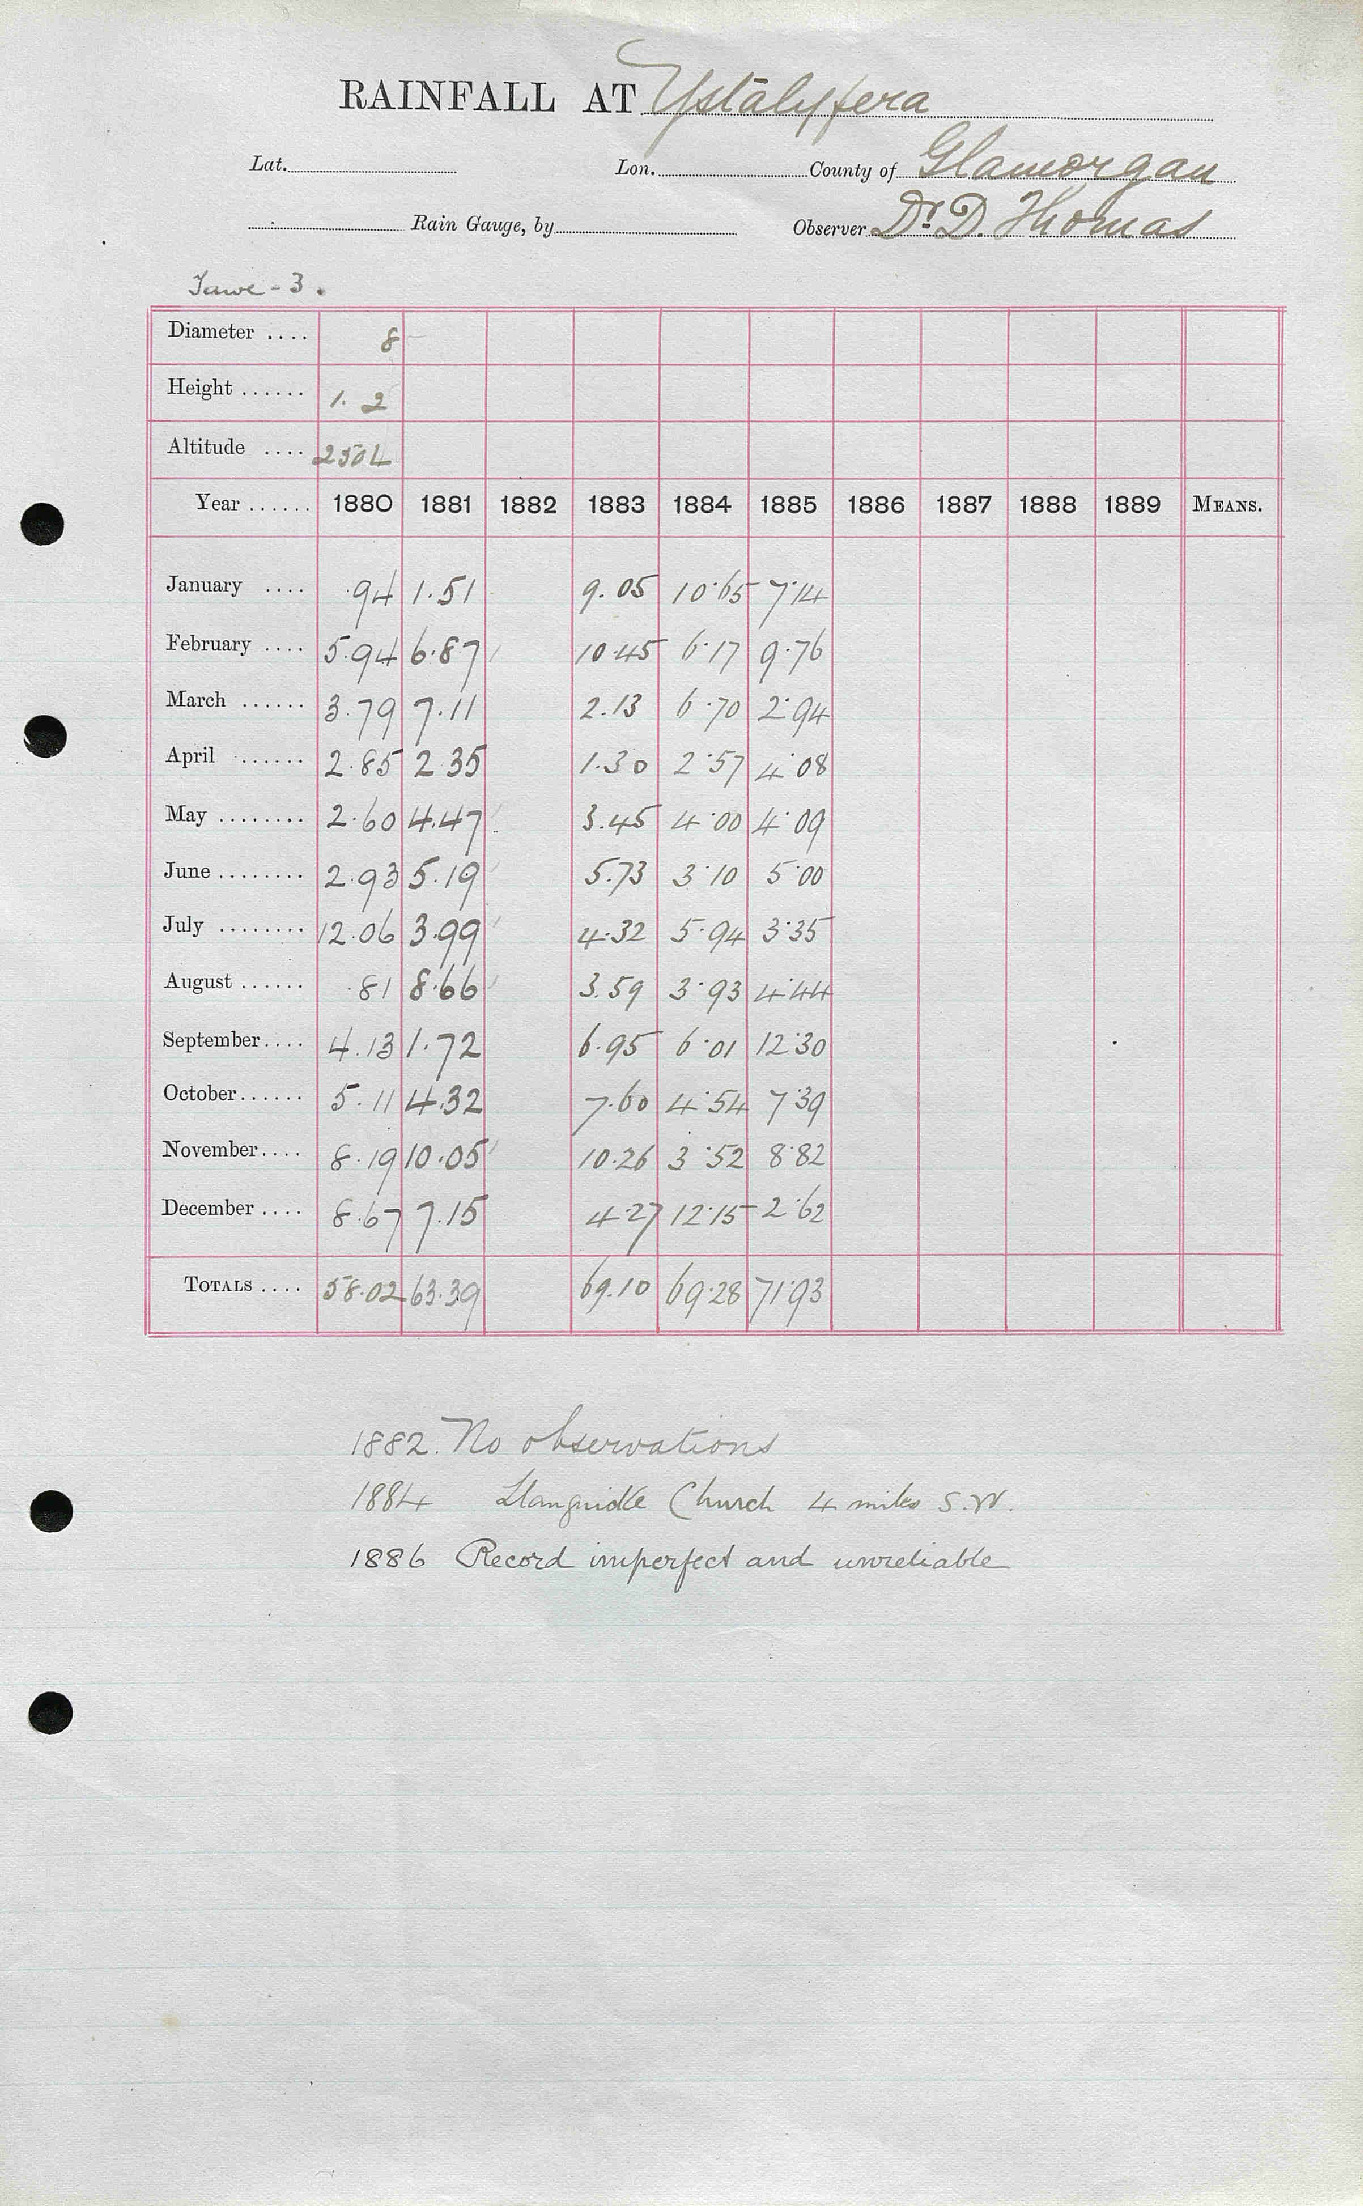 RAINFALL AT Ystalyfera
Lat. Lon. County of Glamorgan
Rain Gauge, by Observer Dr. D. Thomas
Tawe - 3.
Diameter .... 8
Height ...... 1. 2
Altitude ....
Year ...... 1880 1881 1882 1883 1884 1885 1886 1887 1888 1889 MEANS.
January .... .94 1.51 9.05 10.65 7.14
February .... 5.94 6.87 10.45 6.17 9.76
March ...... 3.79 7.11 2.13 6.70 2.94
April ...... 2.85 2.35 1.30 2.57 4.08
May ........ 2.60 4.47 3.45 4.00 4.09
June ........ 2.93 5.19 5.73 3.10 5.00
July ........ 12.06 3.99 4.32 5.94 3.35
August ...... .81 8.66 3.59 3.93 4.44
September.... 4.13 1.72 6.95 6.01 12.30
October...... 5.11 4.32 7.60 4.54 7.39
November.... 8.19 10.05 10.26 3.52 8.82
December .... 8.67 7.15 4.27 12.15 2.62
TOTALS .... 58.02 63.39 69.10 69.28 71.93
1882. No observations
1884 Church 4 miles S.W.
1886 Record imperfect and unreliable